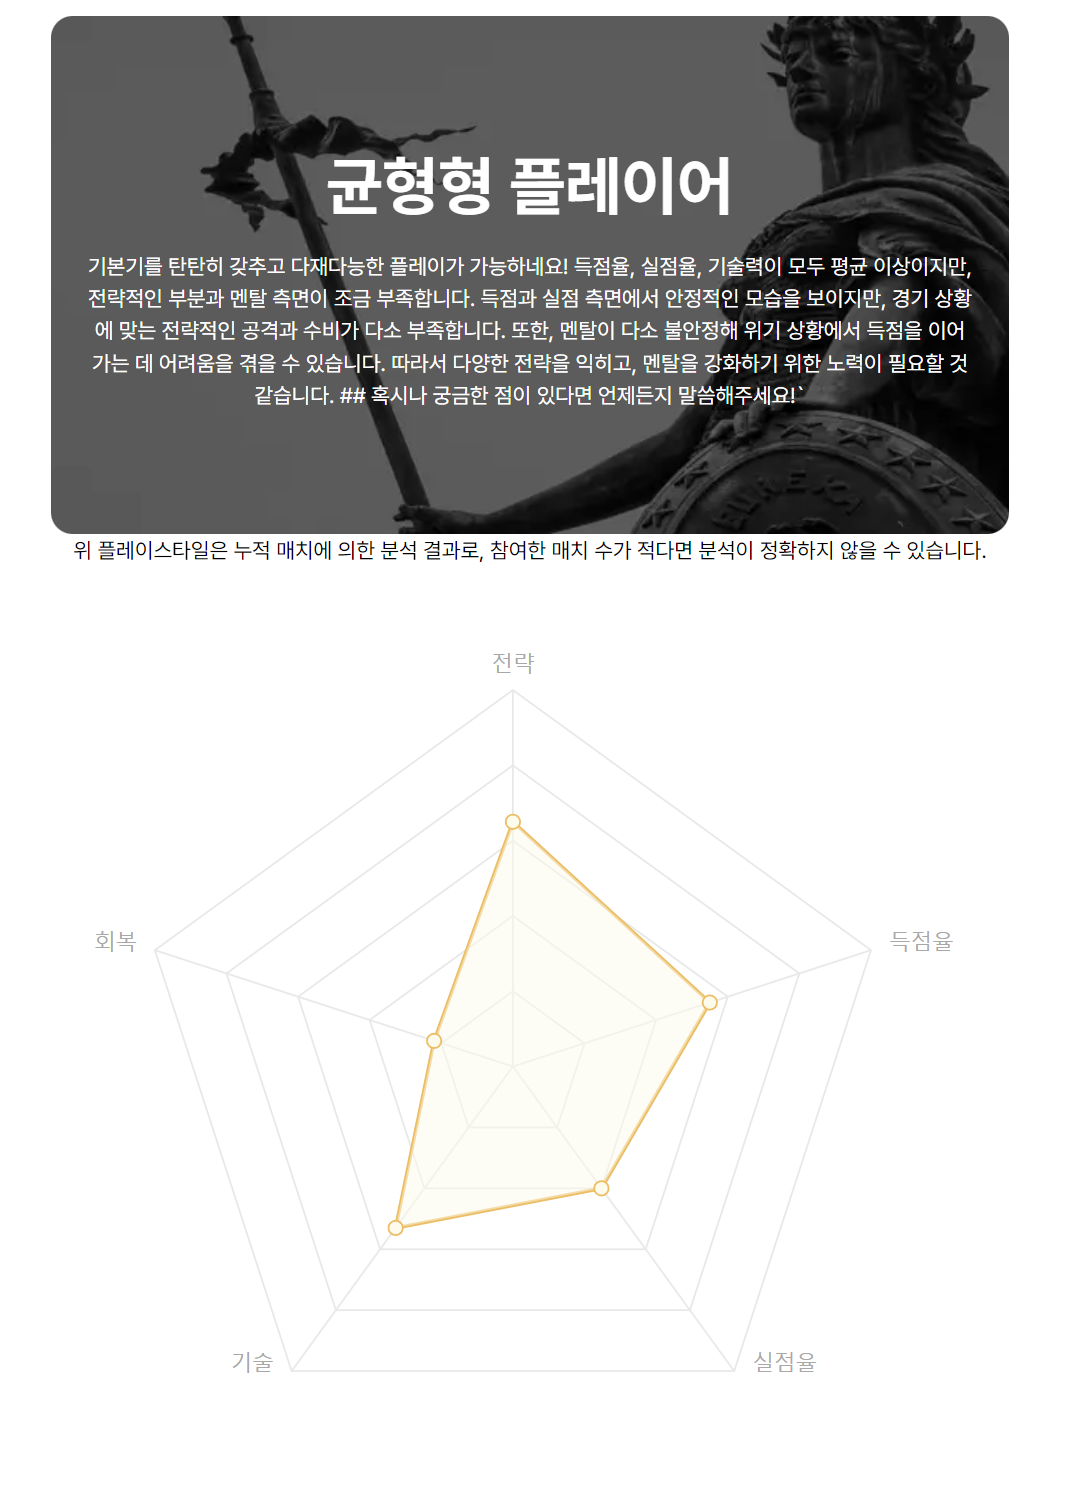 균형형 플레이어
기본기를 탄탄히 갖추고 다재다능한 플레이가 가능하네요! 득점율, 실점율, 기술력이 모두 평균 이상이지만,
전략적인 부분과 멘탈 측면이 조금 부족합니다. 득점과 실점 측면에서 안정적인 모습을 보이지만, 경기 상황
에 맞는 전략적인 공격과 수비가 다소 부족합니다. 또한, 멘탈이 다소 불안정해 위기 상황에서 득점을 이어
가는 데 어려움을 겪을 수 있습니다. 따라서 다양한 전략을 익히고, 멘탈을 강화하기 위한 노력이 필요할 것
같습니다. ## 혹시나 궁금한 점이 있다면 언제든지 말씀해주세요!`
위 플레이스타일은 누적 매치에 의한 분석 결과로, 참여한 매치 수가 적다면 분석이 정확하지 않을 수 있습니다.
전략
회복
득점율
기술
실점율